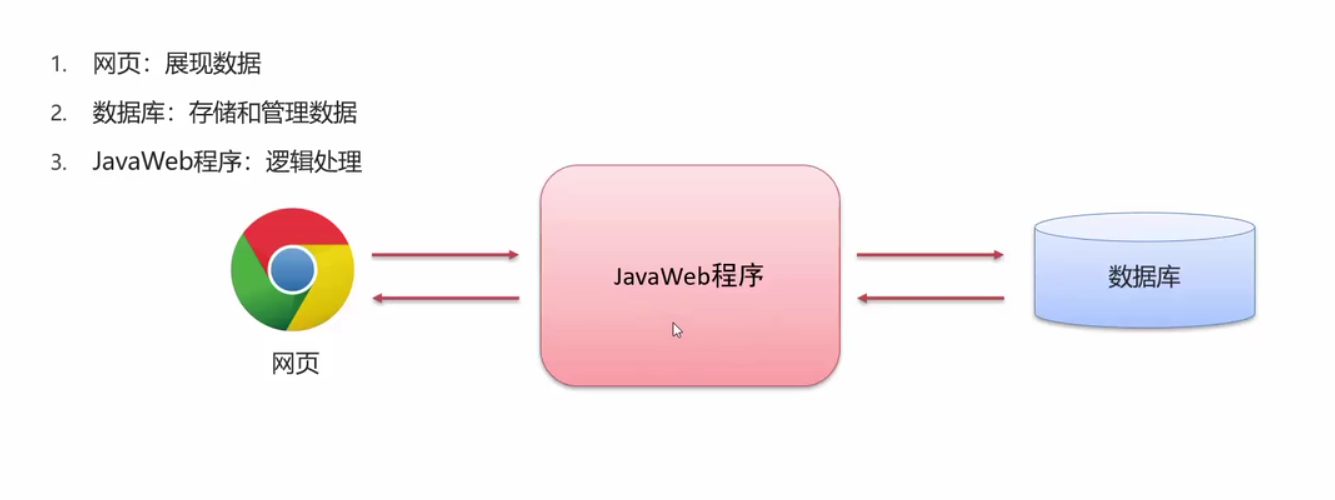 1. 网页：展现数据
2. 数据库：存储和管理数据
3. JavaWeb程序：逻辑处理
JavaWeb程序
数据库
网页